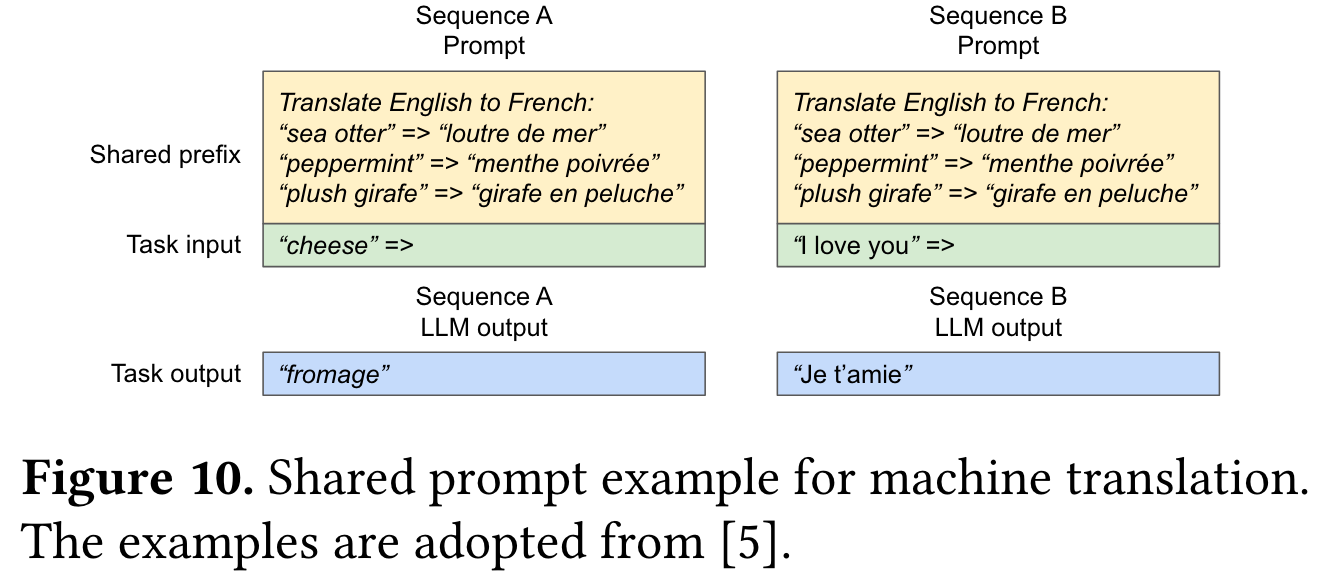 Sequence A
Prompt
Sequence B
Prompt
Shared prefix
Translate English to French:
“sea otter” => “loutre de mer”
“peppermint” => “menthe poivrée”
“plush girafe” => “girafe en peluche”
Translate English to French:
“sea otter” => “loutre de mer”
“peppermint” => “menthe poivrée”
“plush girafe” => “girafe en peluche”
Task input
“cheese” =>
“I love you” =>
Sequence A
LLM output
Sequence B
LLM output
Task output
“fromage”
“Je t’amie”
Figure 10. Shared prompt example for machine translation.
The examples are adopted from [5].